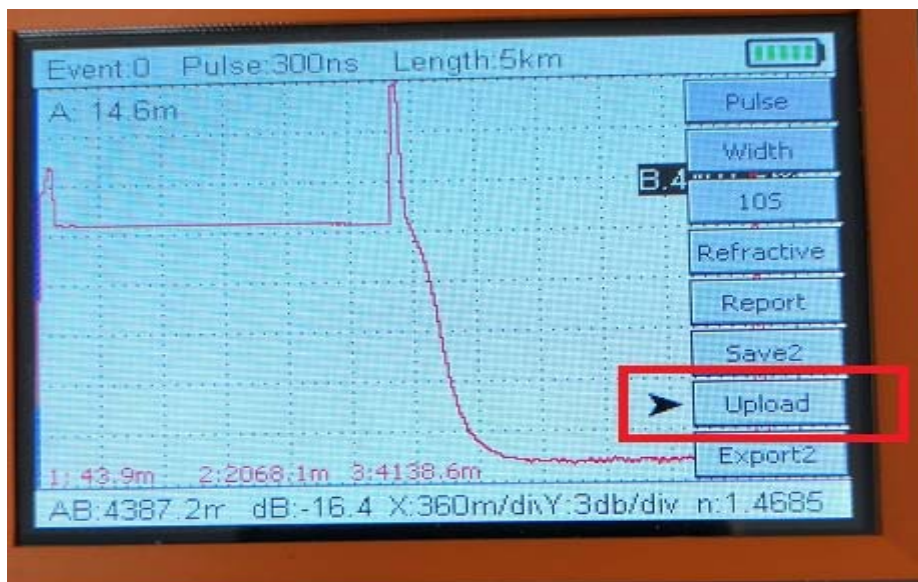 Event:0 Pulse:300ns Length:5km
A: 14.6m
Pulse
Width
B.4
10S
Refractive
Report
Save2
Upload
Export2
1: 43.9m 2:2068.1m 3:4138.6m
AB:4387.2m dB:-16.4 X:360m/div Y:3db/div n:1.4685